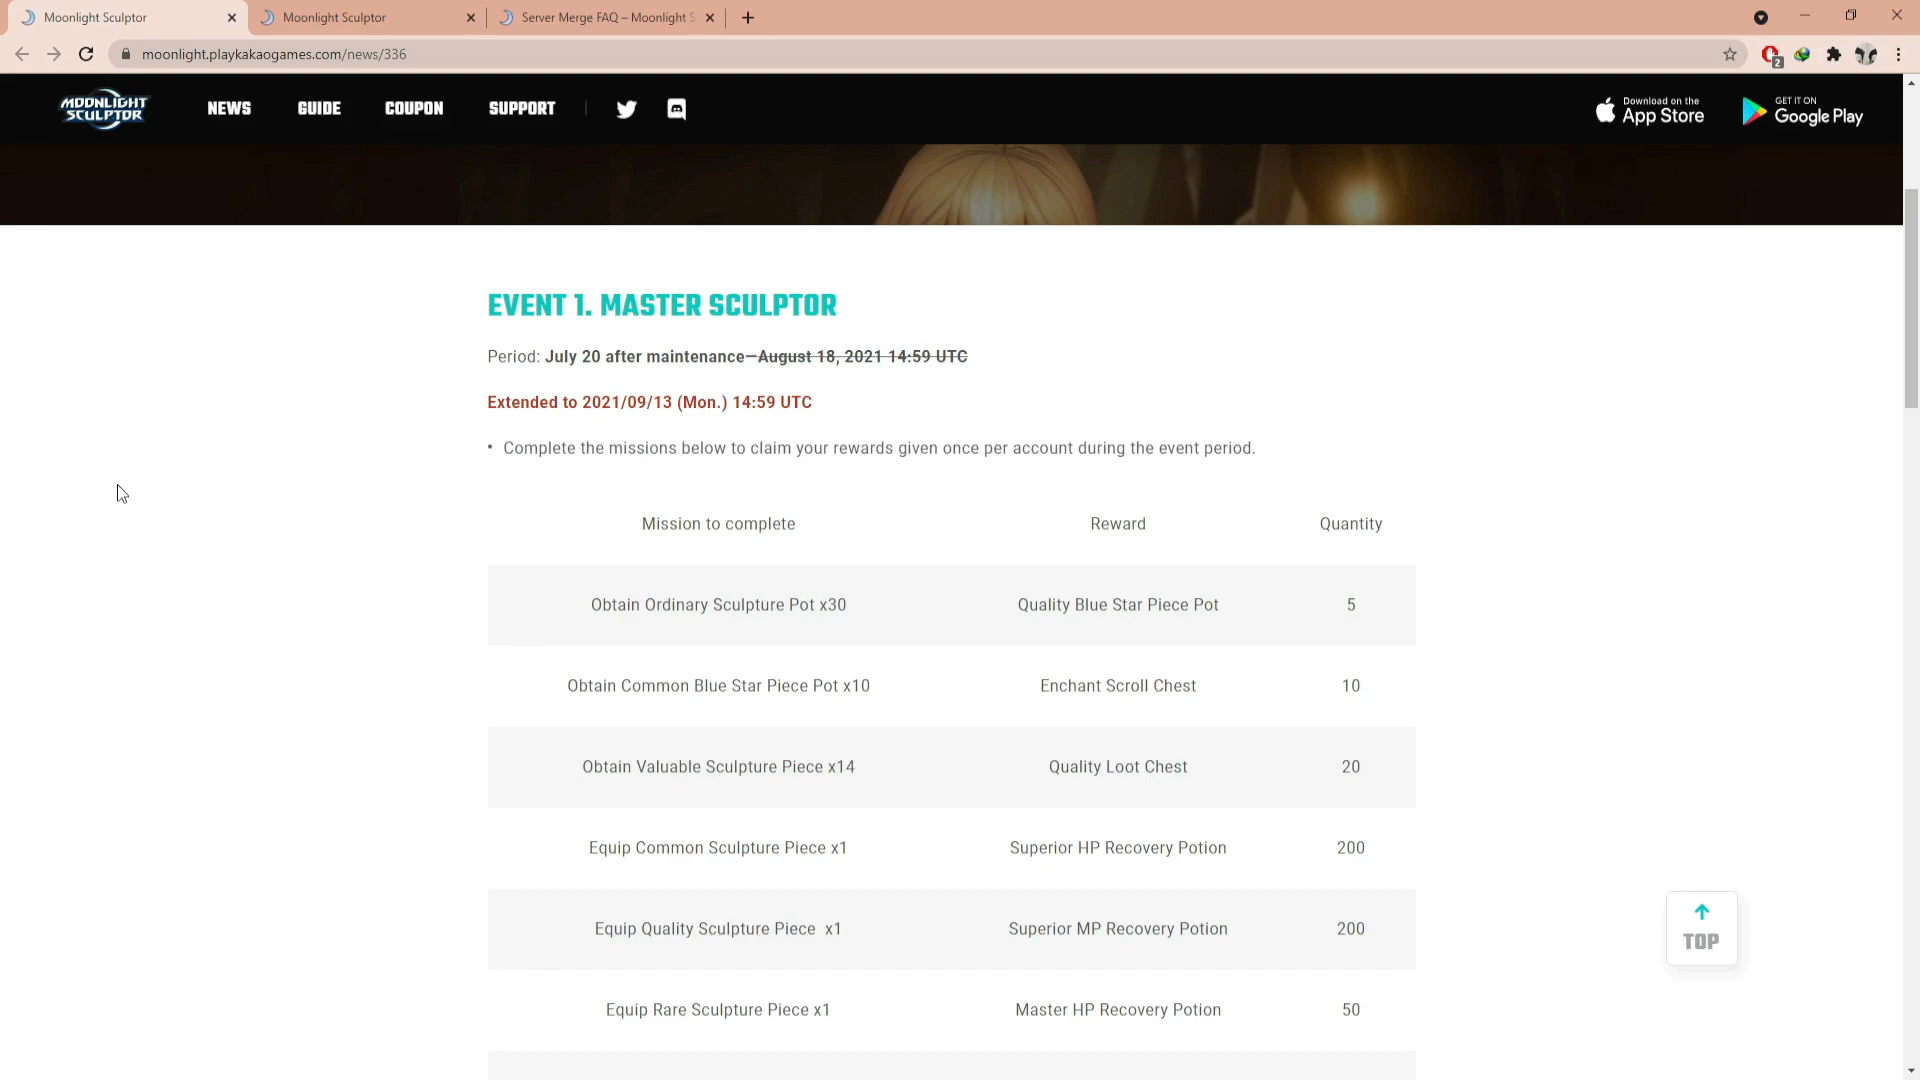 Moonlight Sculptor
Moonlight Sculptor
Server Merge FAQ – Moonlight S
moonlight.playkakaogames.com/news/336
2
MOONLIGHT
SCULPTOR
NEWS
GUIDE
COUPON
SUPPORT
Download on the
App Store
GET IT ON
Google Play
EVENT 1. MASTER SCULPTOR
Period: July 20 after maintenance—August 18, 2021 14:59 UTC
Extended to 2021/09/13 (Mon.) 14:59 UTC
• Complete the missions below to claim your rewards given once per account during the event period.
Mission to complete Reward Quantity
Obtain Ordinary Sculpture Pot x30 Quality Blue Star Piece Pot 5
Obtain Common Blue Star Piece Pot x10 Enchant Scroll Chest 10
Obtain Valuable Sculpture Piece x14 Quality Loot Chest 20
Equip Common Sculpture Piece x1 Superior HP Recovery Potion 200
Equip Quality Sculpture Piece x1 Superior MP Recovery Potion 200
Equip Rare Sculpture Piece x1 Master HP Recovery Potion 50
TOP